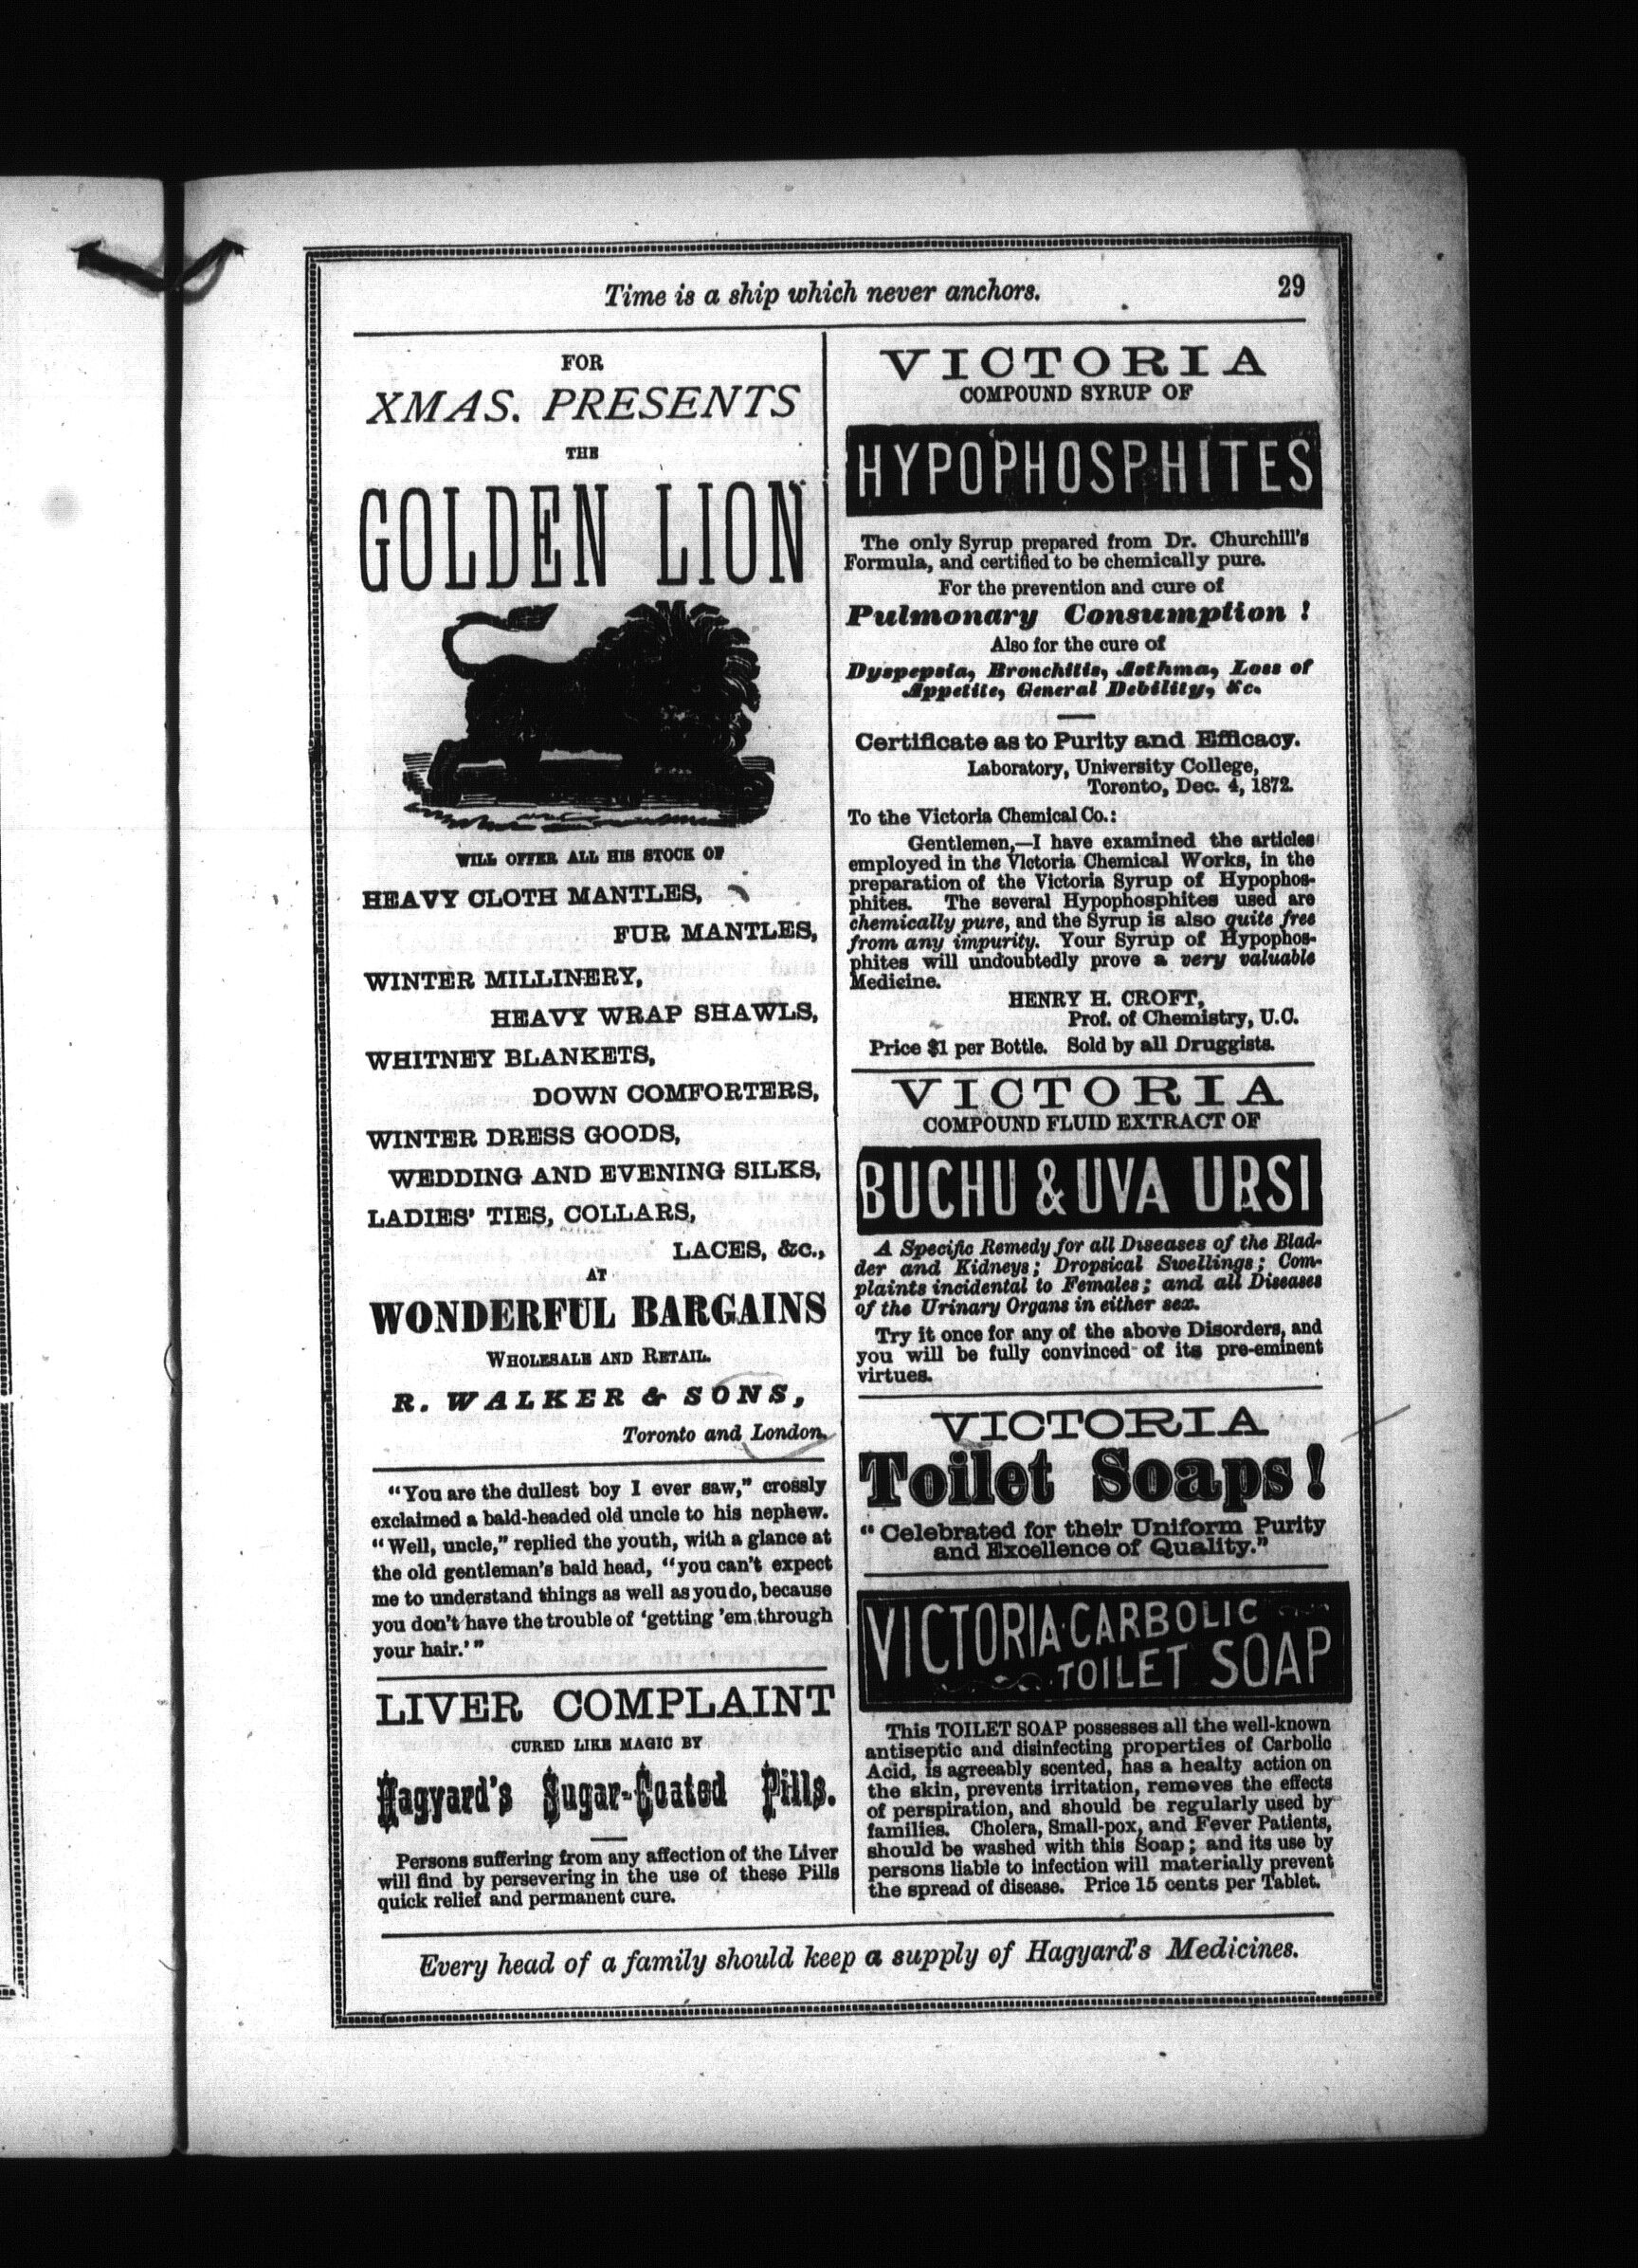 Time is a ship which never anchors.
29
FOR
XMAS. PRESENTS
THE
GOLDEN LION
WILL OFFER ALL HIS STOCK OF
HEAVY CLOTH MANTLES,
FUR MANTLES,
WINTER MILLINERY,
HEAVY WRAP SHAWLS,
WHITNEY BLANKETS,
DOWN COMFORTERS,
WINTER DRESS GOODS,
WEDDING AND EVENING SILKS,
LADIES' TIES, COLLARS,
LACES, &c.,
AT
WONDERFUL BARGAINS
WHOLESALE AND RETAIL.
R. WALKER & SONS,
Toronto and London.
"You are the dullest boy I ever saw," crossly
exclaimed a bald-headed old uncle to his nephew.
"Well, uncle," replied the youth, with a glance at
the old gentleman's bald head, "you can't expect
me to understand things as well as you do, because
you don't have the trouble of 'getting 'em through
your hair.'"
LIVER COMPLAINT
CURED LIKE MAGIC BY
Hagyard's Sugar-Coated Pills.
Persons suffering from any affection of the Liver
will find by persevering in the use of these Pills
quick relief and permanent cure.
VICTORIA
COMPOUND SYRUP OF
HYPOPHOSPHITES
The only Syrup prepared from Dr. Churchill's
Formula, and certified to be chemically pure.
For the prevention and cure of
Pulmonary Consumption!
Also for the cure of
Dyspepsia, Bronchitis, Asthma, Loss of
Appetite, General Debility, &c.
Certificate as to Purity and Efficacy.
Laboratory, University College,
Toronto, Dec. 4, 1872.
To the Victoria Chemical Co.:
Gentlemen,—I have examined the articles
employed in the Victoria Chemical Works, in the
preparation of the Victoria Syrup of Hypophos-
phites. The several Hypophosphites used are
chemically pure, and the Syrup is also quite free
from any impurity. Your Syrup of Hypophos-
phites will undoubtedly prove a very valuable
Medicine.
HENRY H. CROFT,
Prof. of Chemistry, U.C.
Price $1 per Bottle. Sold by all Druggists.
VICTORIA
COMPOUND FLUID EXTRACT OF
BUCHU & UVA URSI
A Specific Remedy for all Diseases of the Blad-
der and Kidneys; Dropsical Swellings; Com-
plaints incidental to Females; and all Diseases
of the Urinary Organs in either sex.
Try it once for any of the above Disorders, and
you will be fully convinced of its pre-eminent
virtues.
VICTORIA
Toilet Soaps!
"Celebrated for their Uniform Purity
and Excellence of Quality."
VICTORIA CARBOLIC
TOILET SOAP
This TOILET SOAP possesses all the well-known
antiseptic and disinfecting properties of Carbolic
Acid, is agreeably scented, has a healty action on
the skin, prevents irritation, removes the effects
of perspiration, and should be regularly used by
families. Cholera, Small-pox, and Fever Patients,
should be washed with this Soap; and its use by
persons liable to infection will materially prevent
the spread of disease. Price 15 cents per Tablet.
Every head of a family should keep a supply of Hagyard's Medicines.